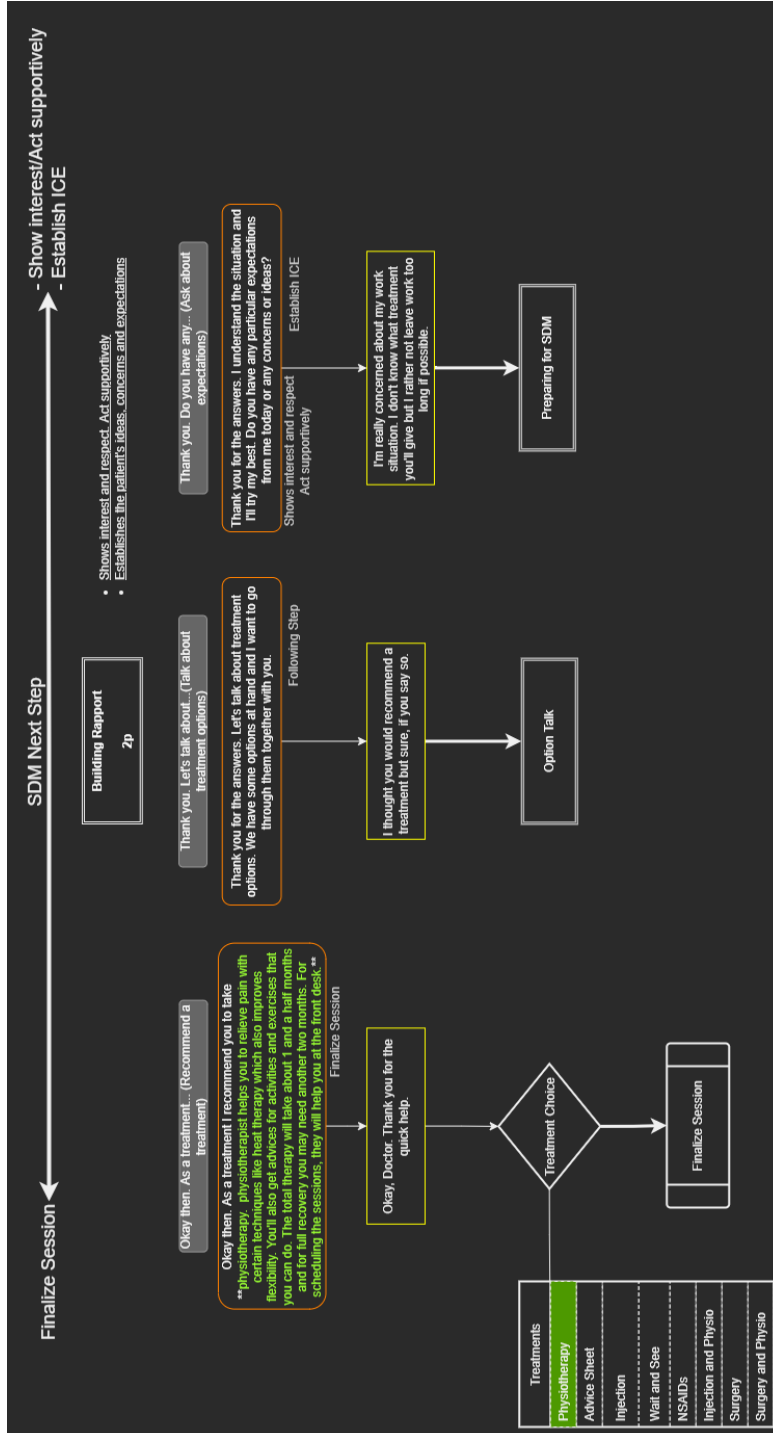 Finalize Session
SDM Next Step
- Show interest/Act supportively
- Establish ICE
Building Rapport
2p
• Shows interest and respect. Act supportively
• Establishes the patient's ideas, concerns and expectations
Okay then. As a treatment... (Recommend a
treatment)
Okay then. As a treatment I recommend you to take
**physiotherapy. physiotherapist helps you to relieve pain with
certain techniques like heat therapy which also improves
flexibility. You'll also get advices for activities and exercises that
you can do. The total therapy will take about 1 and a half months
and for full recovery you may need another two months. For
scheduling the sessions, they will help you at the front desk.**
Finalize Session
Okay, Doctor. Thank you for the
quick help.
Treatment Choice
Finalize Session
Treatments
Physiotherapy
Advice Sheet
Injection
Wait and See
NSAIDs
Injection and Physio
Surgery
Surgery and Physio
Thank you. Let's talk about...(Talk about
treatment options)
Thank you for the answers. Let's talk about treatment
options. We have some options at hand and I want to go
through them together with you.
Following Step
I thought you would recommend a
treatment but sure, if you say so.
Option Talk
Thank you. Do you have any... (Ask about
expectations)
Thank you for the answers. I understand the situation and
I'll try my best. Do you have any particular expectations
from me today or any concerns or ideas?
Shows interest and respect
Act supportively
Establish ICE
I'm really concerned about my work
situation. I don't know what treatment
you'll give but I rather not leave work too
long if possible.
Preparing for SDM